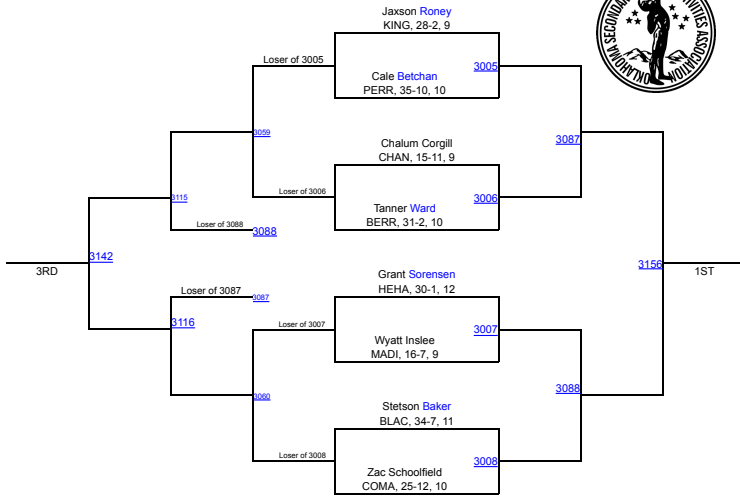 Jaxson Roney
KING, 28-2, 9
Loser of 3005
3005
Cale Betchan
PERR, 35-10, 10
3059
3087
Chalum Corgill
CHAN, 15-11, 9
3115
Loser of 3006
3006
Tanner Ward
BERR, 31-2, 10
Loser of 3088
3088
3142
3RD
3156
1ST
Grant Sorensen
HEHA, 30-1, 12
Loser of 3087
3087
3116
Loser of 3007
3007
Wyatt Inslee
MADI, 16-7, 9
3060
3088
Stetson Baker
BLAC, 34-7, 11
Loser of 3008
3008
Zac Schoolfield
COMA, 25-12, 10
OKLAHOMA SECONDAR
IVITIES ASSOCIATION